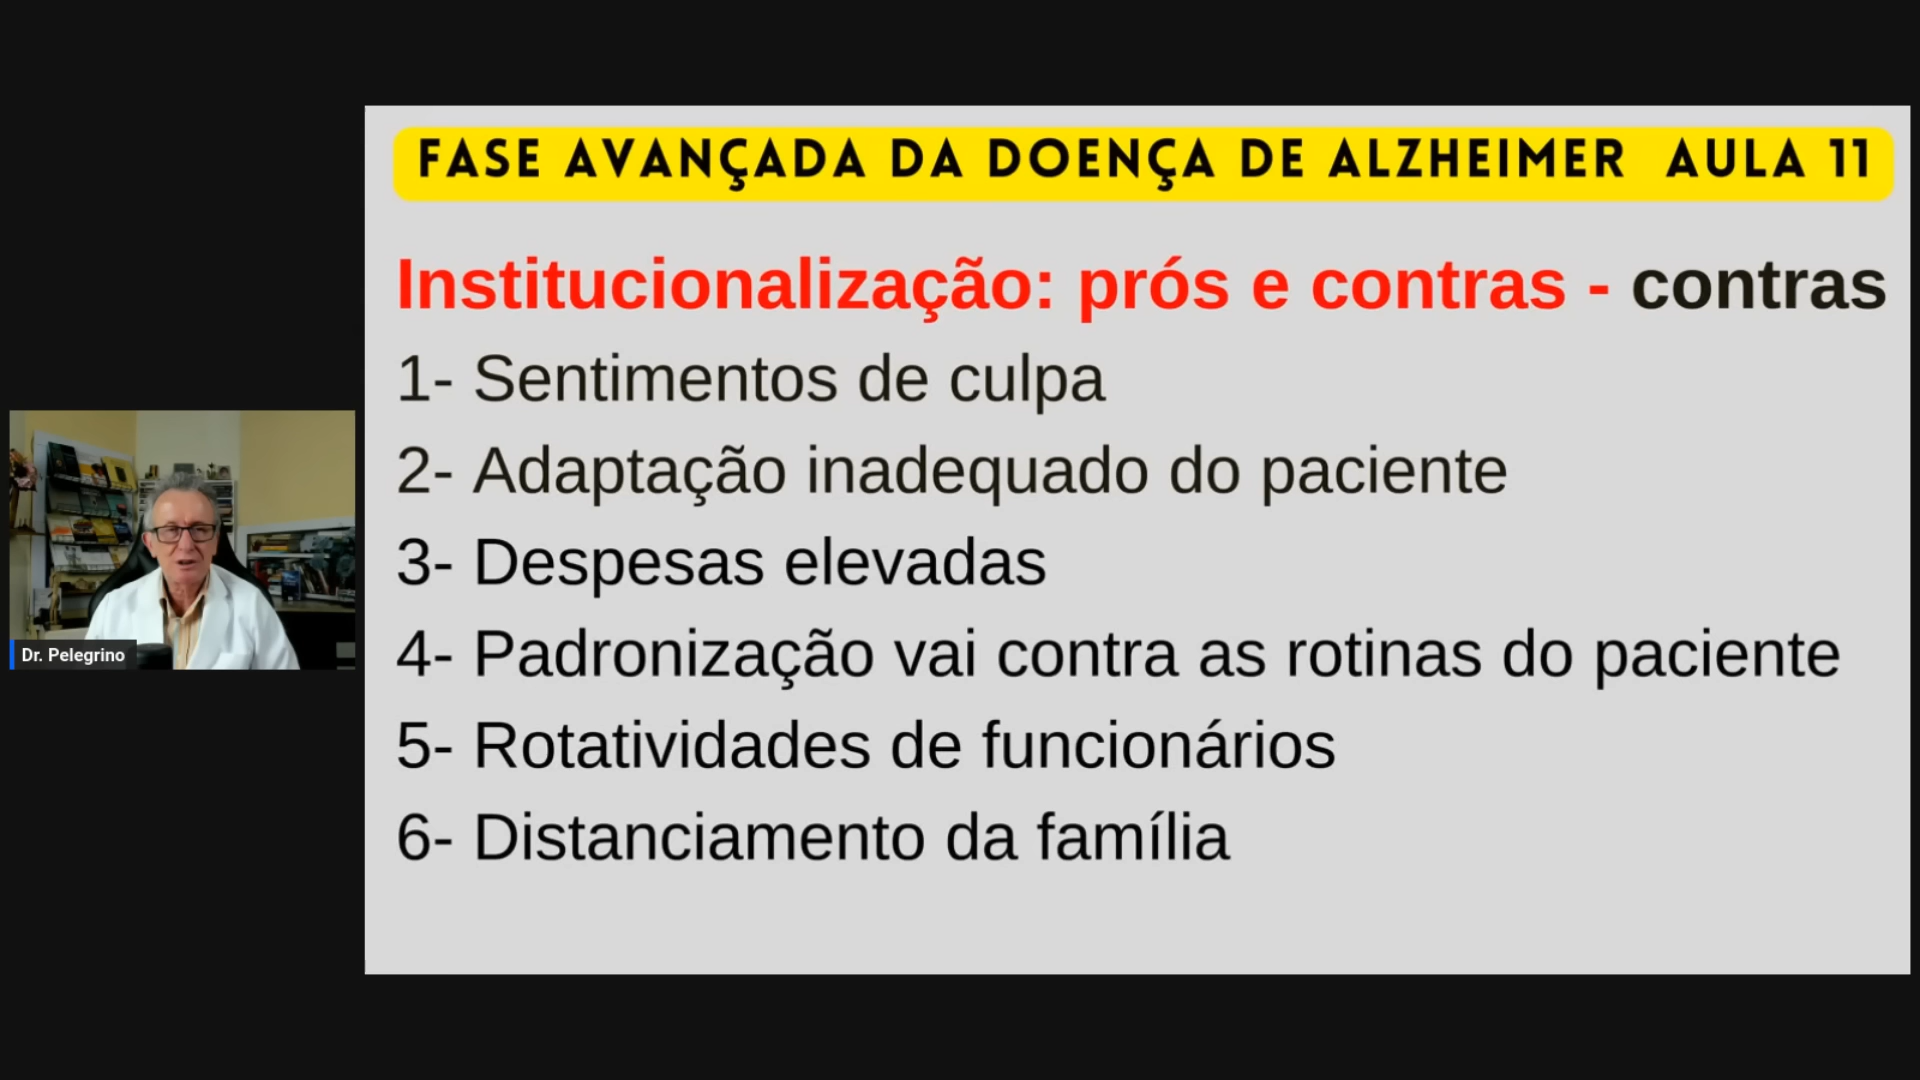 FASE AVANÇADA DA DOENÇA DE ALZHEIMER AULA 11
Institucionalização: prós e contras - contras
1- Sentimentos de culpa
2- Adaptação inadequado do paciente
3- Despesas elevadas
4- Padronização vai contra as rotinas do paciente
5- Rotatividades de funcionários
6- Distanciamento da família
Dr. Pelegrino